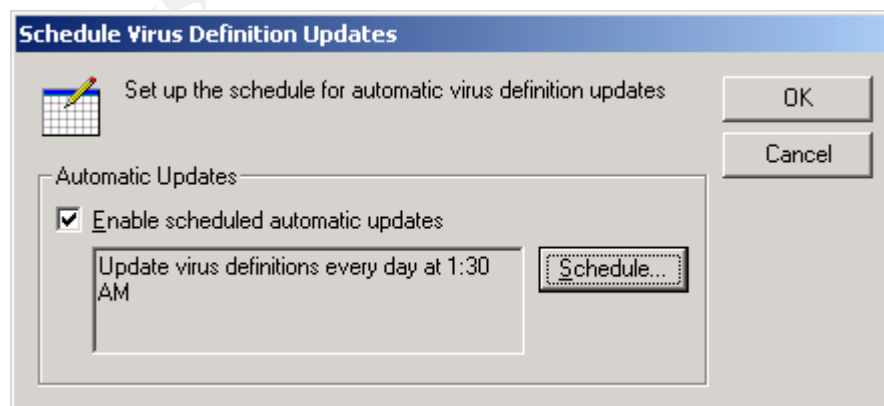 Schedule Virus Definition Updates
Set up the schedule for automatic virus definition updates
OK
Cancel
Automatic Updates
Enable scheduled automatic updates
Update virus definitions every day at 1:30
AM
Schedule...